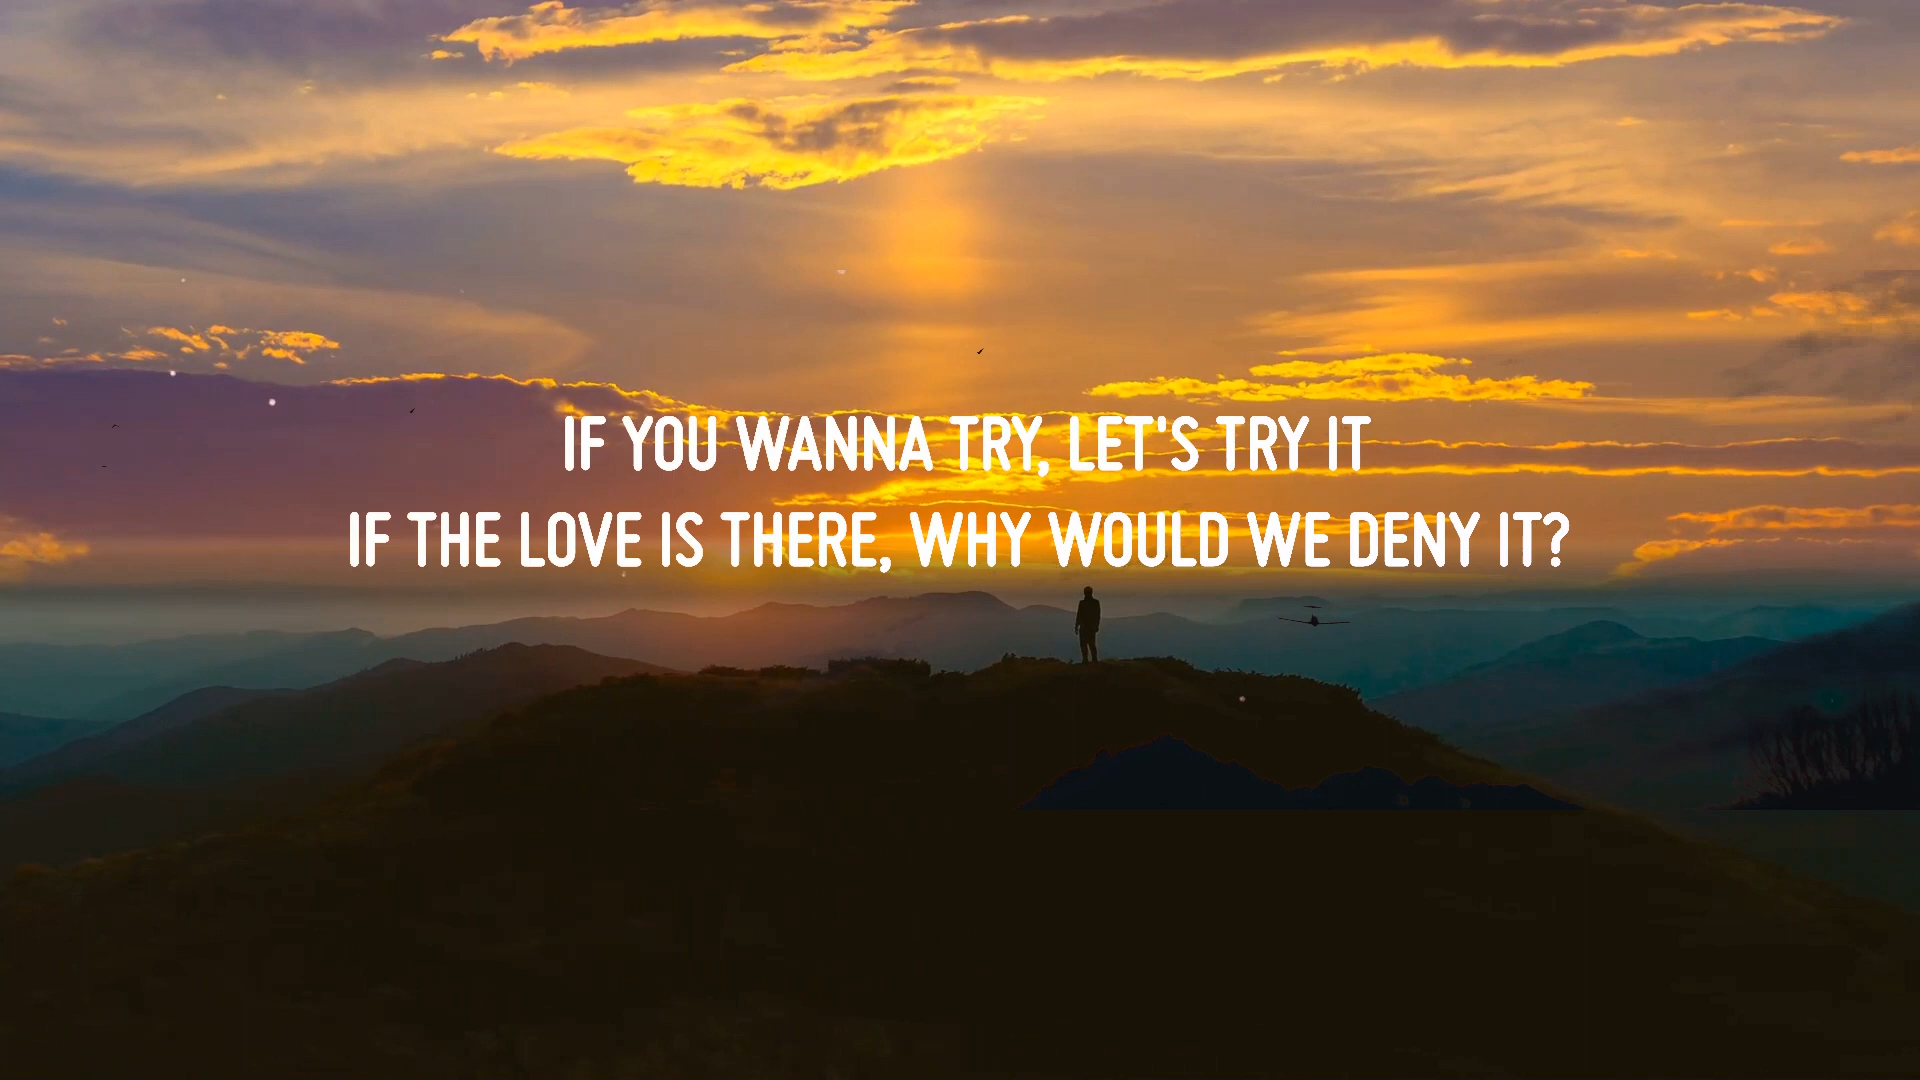 IF YOU WANNA TRY, LET'S TRY IT
IF THE LOVE IS THERE, WHY WOULD WE DENY IT?